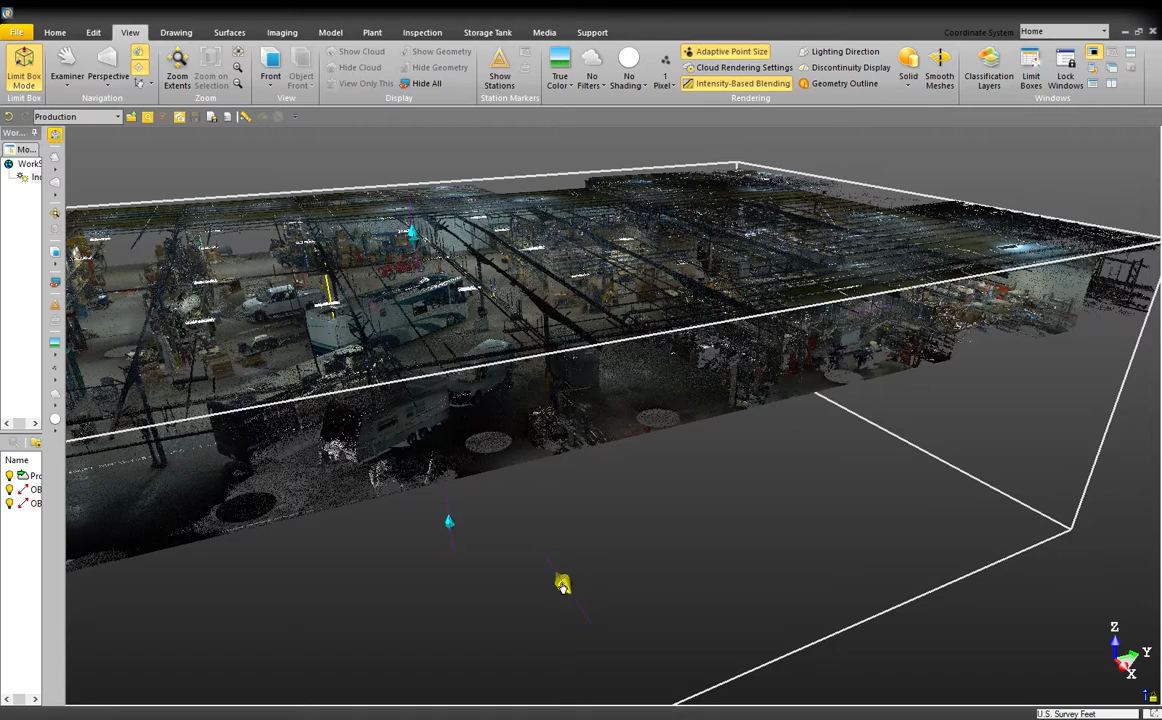 File Home Edit View Drawing Surfaces Imaging Model Plant Inspection Storage Tank Media Support Coordinate System Home
Limit Box Mode
Examiner
Perspective
Zoom Extents
Zoom on Selection
Front
Object Front
Show Cloud
Hide Cloud
View Only This
Show Geometry
Hide Geometry
Hide All
Show Stations
True Color
No Filters
No Shading
1 Pixel
Adaptive Point Size
Cloud Rendering Settings
Intensity-Based Blending
Lighting Direction
Discontinuity Display
Geometry Outline
Solid
Smooth Meshes
Classification Layers
Limit Boxes
Lock Windows
Limit Box Navigation Zoom View Display Station Markers Rendering Windows
Production
Wor...
Mo...
WorkS
Name
Pro
OB
OB
Z
Y
X
U.S. Survey Feet